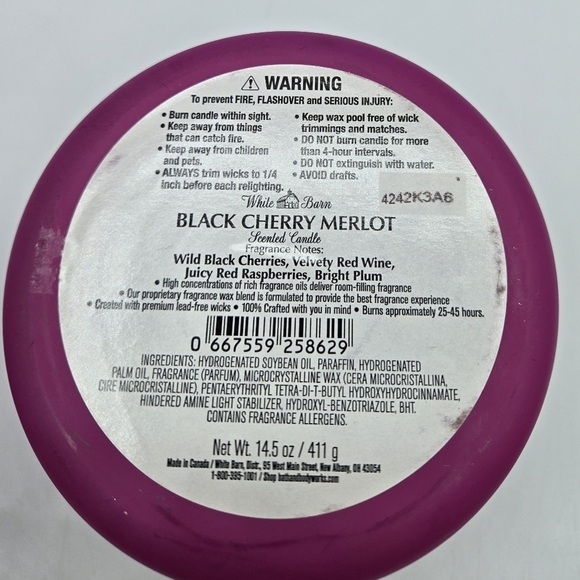 ⚠ WARNING
To prevent FIRE, FLASHOVER and SERIOUS INJURY:
• Burn candle within sight.
• Keep away from things
that can catch fire.
• Keep away from children
and pets.
• ALWAYS trim wicks to 1/4
inch before each relighting.
• Keep wax pool free of wick
trimmings and matches.
• DO NOT burn candle for more
than 4-hour intervals.
• DO NOT extinguish with water.
• AVOID drafts.
4242K3A6
White Barn
BLACK CHERRY MERLOT
Scented Candle
Fragrance Notes:
Wild Black Cherries, Velvety Red Wine,
Juicy Red Raspberries, Bright Plum
• High concentrations of rich fragrance oils deliver room-filling fragrance
• Our proprietary fragrance wax blend is formulated to provide the best fragrance experience
• Created with premium lead-free wicks • 100% Crafted with you in mind • Burns approximately 25-45 hours.
0 667559 258629
INGREDIENTS: HYDROGENATED SOYBEAN OIL, PARAFFIN, HYDROGENATED
PALM OIL, FRAGRANCE (PARFUM), MICROCRYSTALLINE WAX (CERA MICROCRISTALLINA,
CIRE MICROCRISTALLINE), PENTAERYTHRITYL TETRA-DI-T-BUTYL HYDROXYHYDROCINNAMATE,
HINDERED AMINE LIGHT STABILIZER, HYDROXYL-BENZOTRIAZOLE, BHT.
CONTAINS FRAGRANCE ALLERGENS.
Net Wt. 14.5 oz / 411 g
Made in Canada / White Barn, Distr., 95 West Main Street, New Albany, OH 43054
1-800-395-1001 / Shop bathandbodyworks.com